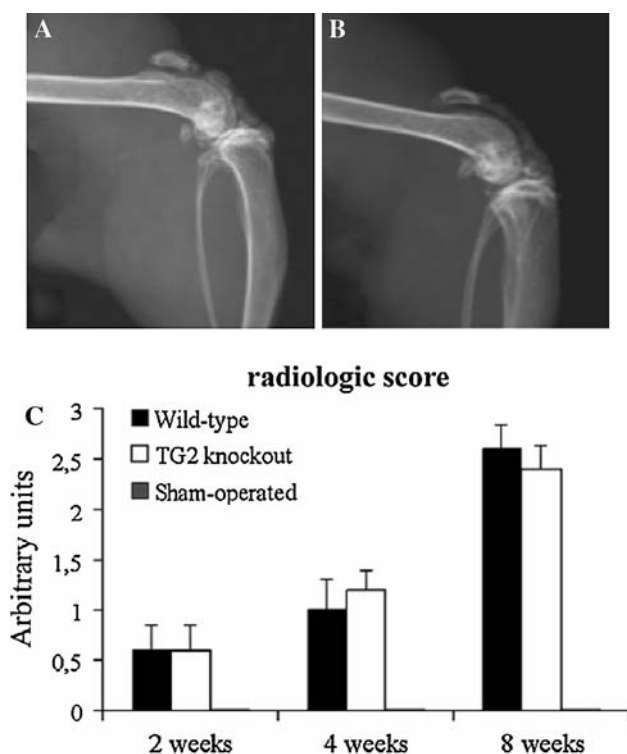 A
B
radiologic score
C
Wild-type
TG2 knockout
Sham-operated
Arbitrary units
3
2,5
2
1,5
1
0,5
0
2 weeks
4 weeks
8 weeks